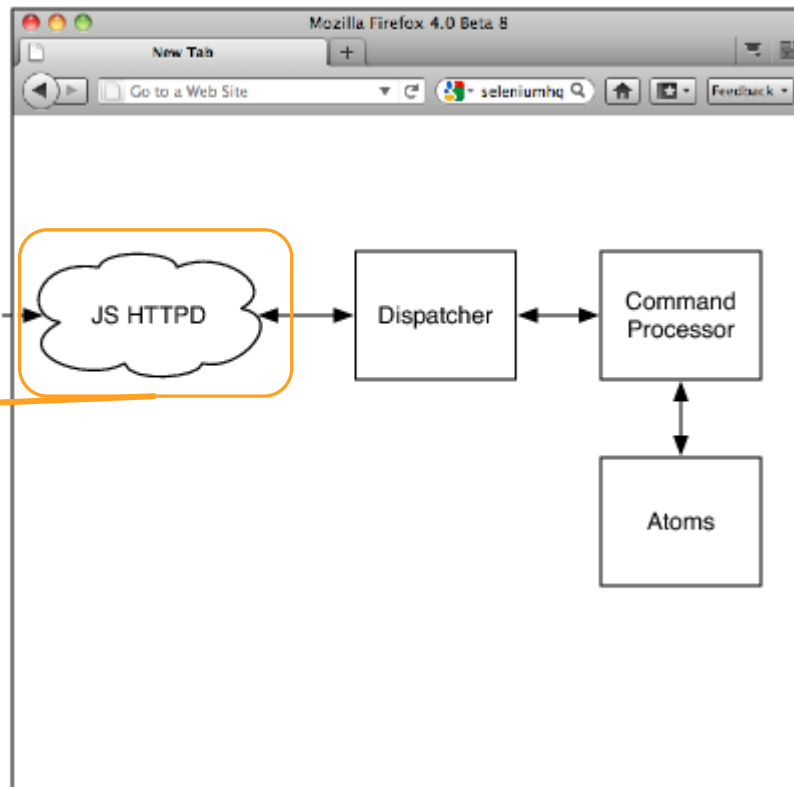 Mozilla Firefox 4.0 Beta 8
New Tab
+
Go to a Web Site
seleniumhq
Feedback
JS HTTPD
Dispatcher
Command
Processor
Atoms